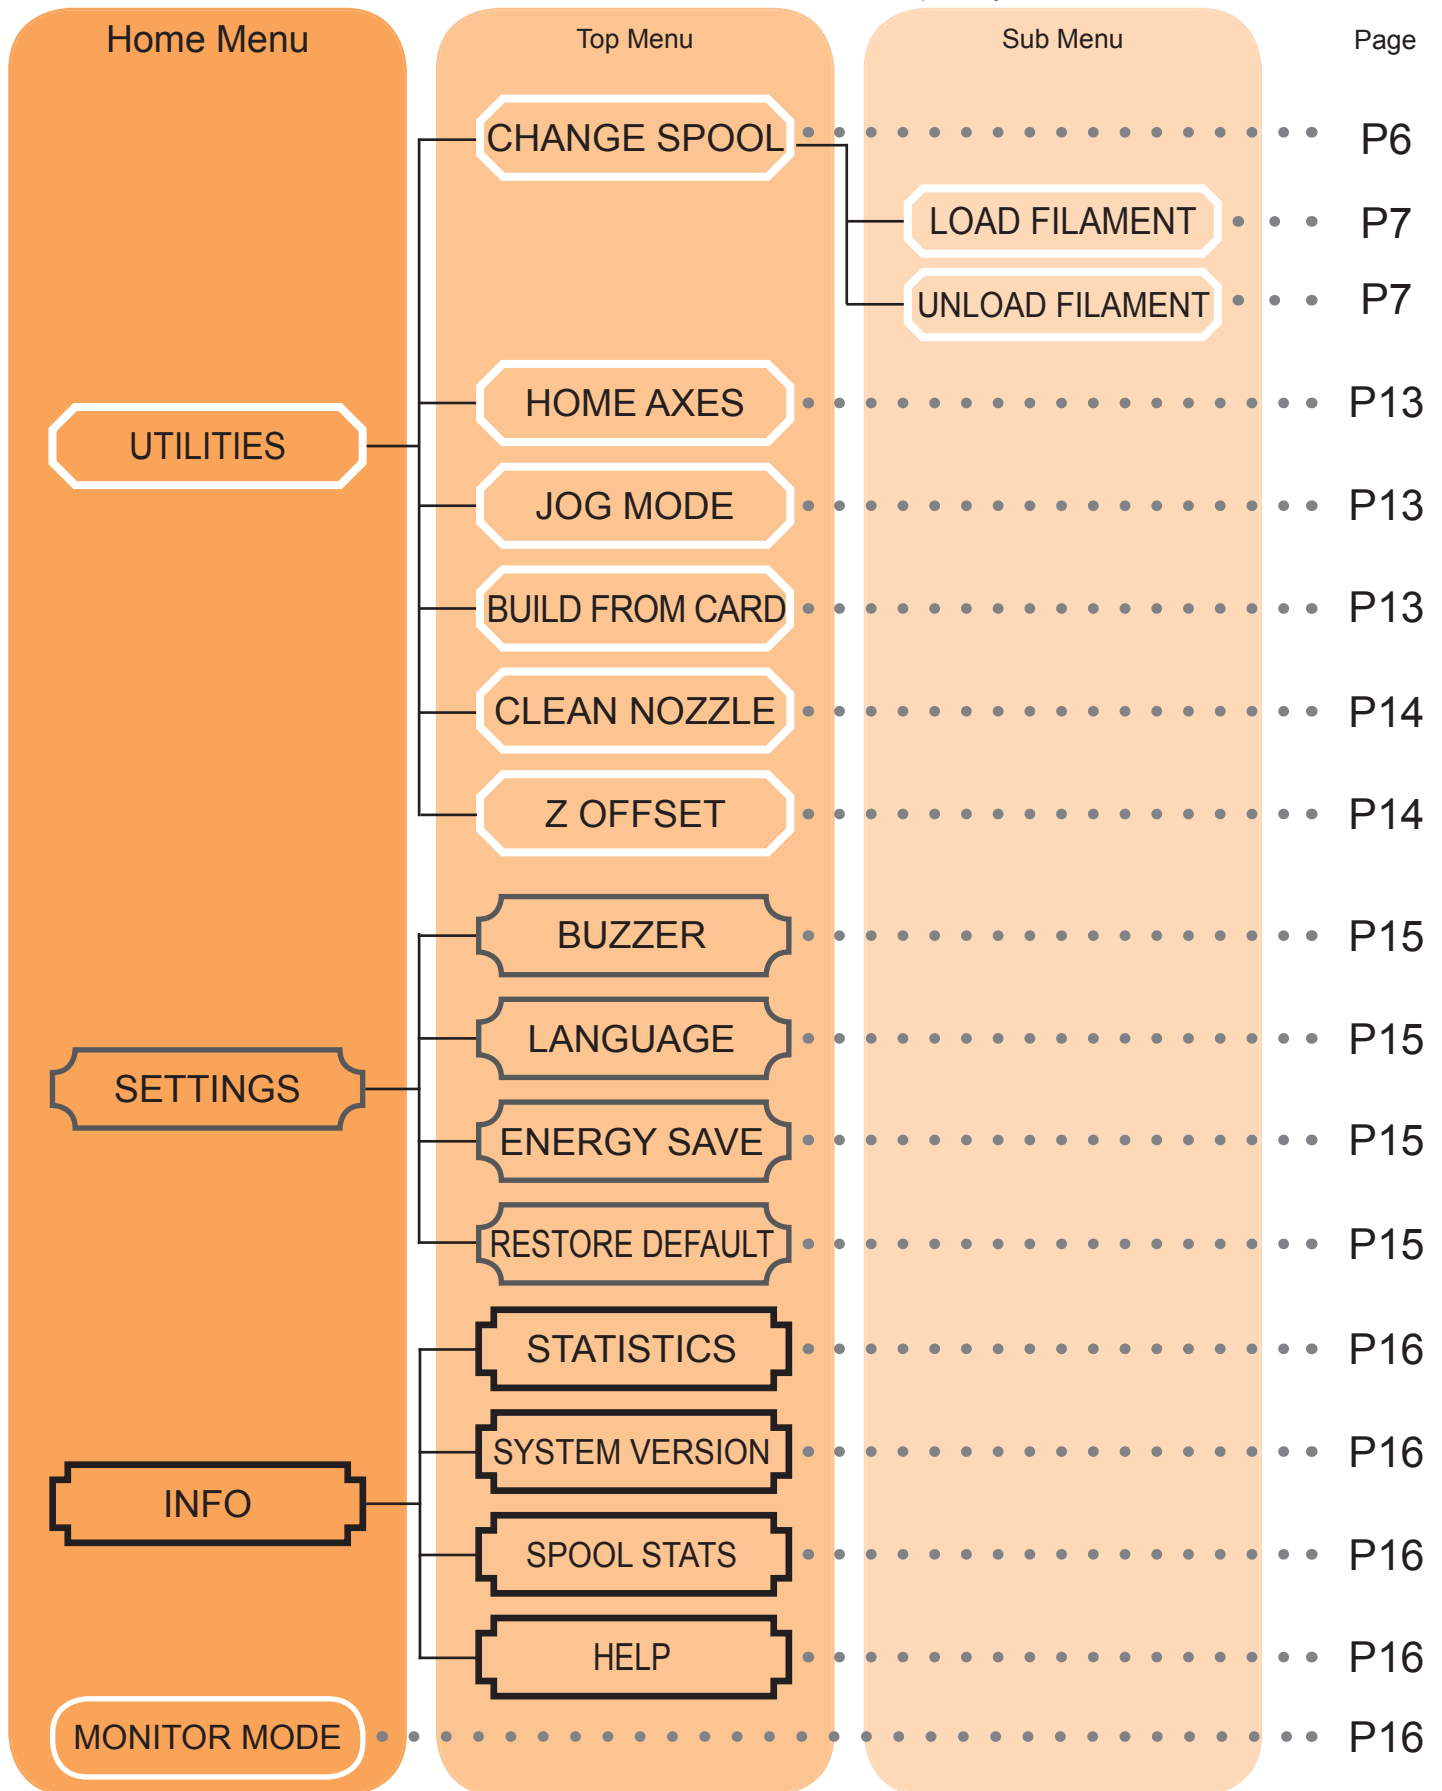 Home Menu Top Menu Sub Menu Page
CHANGE SPOOL P6
LOAD FILAMENT P7
UNLOAD FILAMENT P7
HOME AXES P13
UTILITIES
JOG MODE P13
BUILD FROM CARD P13
CLEAN NOZZLE P14
Z OFFSET P14
BUZZER P15
LANGUAGE P15
SETTINGS
ENERGY SAVE P15
RESTORE DEFAULT P15
STATISTICS P16
SYSTEM VERSION P16
INFO
SPOOL STATS P16
HELP P16
MONITOR MODE P16